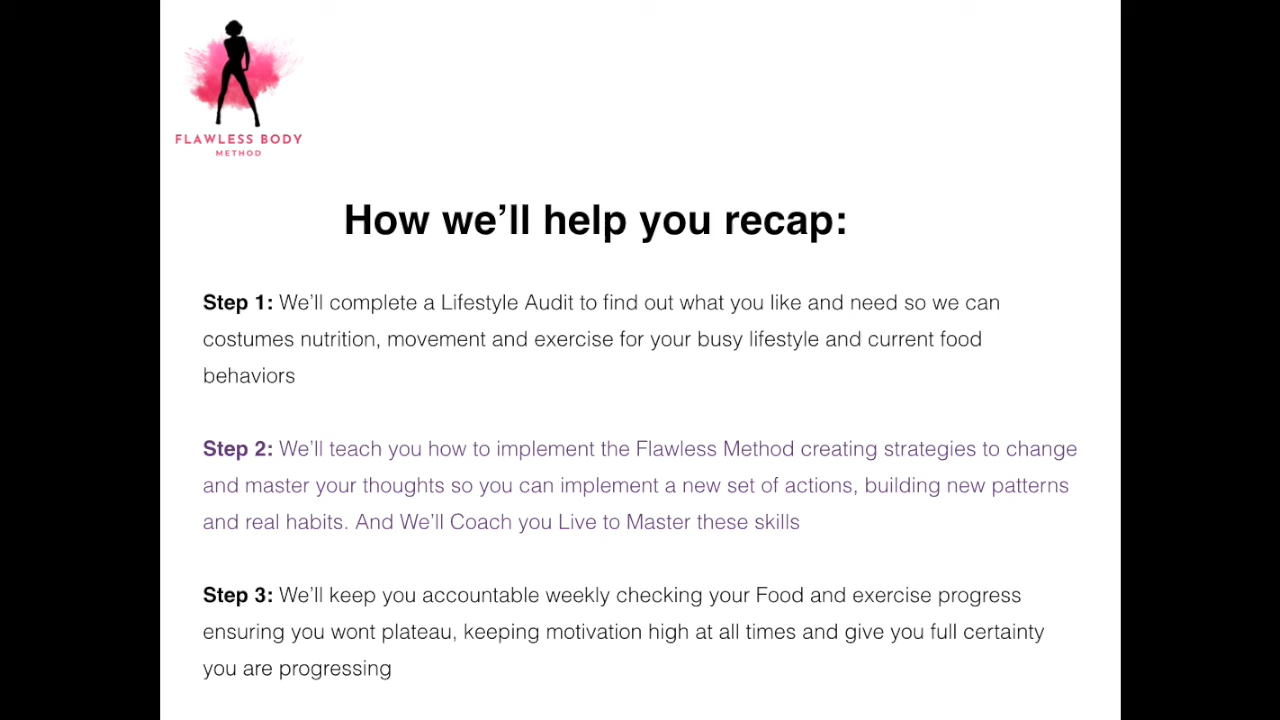 FLAWLESS BODY
METHOD
How we’ll help you recap:
Step 1: We’ll complete a Lifestyle Audit to find out what you like and need so we can
costumes nutrition, movement and exercise for your busy lifestyle and current food
behaviors
Step 2: We’ll teach you how to implement the Flawless Method creating strategies to change
and master your thoughts so you can implement a new set of actions, building new patterns
and real habits. And We’ll Coach you Live to Master these skills
Step 3: We’ll keep you accountable weekly checking your Food and exercise progress
ensuring you wont plateau, keeping motivation high at all times and give you full certainty
you are progressing